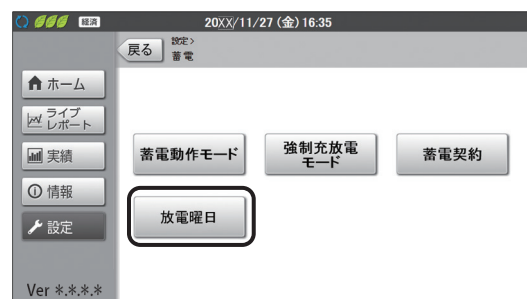 経済
20XX/11/27 (金) 16:35
戻る
設定>
蓄電
ホーム
ライブ
レポート
実績
情報
設定
Ver *.*.*.*
蓄電動作モード
強制充放電
モード
蓄電契約
放電曜日